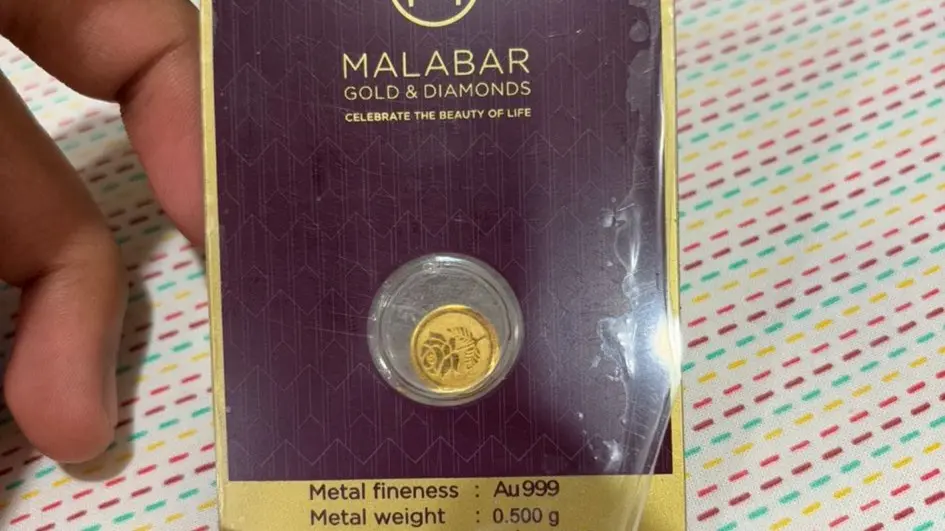 MALABAR
GOLD & DIAMONDS
CELEBRATE THE BEAUTY OF LIFE
Metal fineness : Au999
Metal weight : 0.500 g